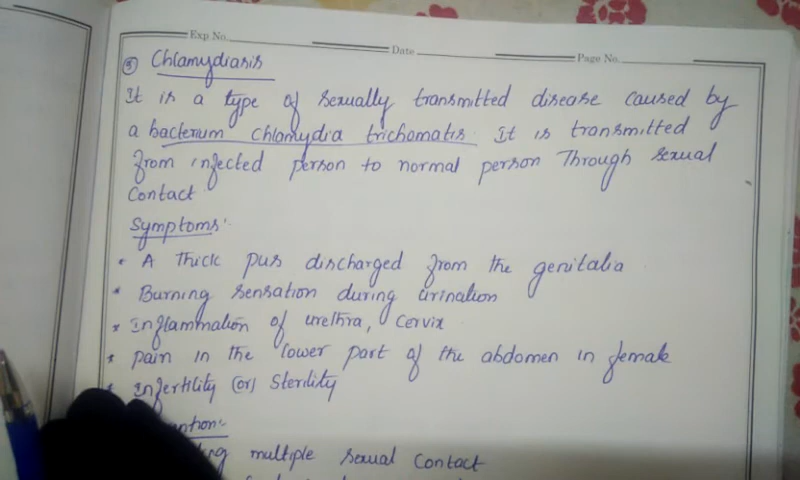 Exp No.
Date
Page No.
③ Chlamydiasis
It is a type of sexually transmitted disease caused by
a bacterium chlamydia trichomatis. It is transmitted
from infected person to normal person Through sexual
Contact
Symptoms:
* A thick pus discharged from the genitalia
* Burning sensation during urination
* Inflammation of urethra, Cervix
* pain in the lower part of the abdomen in female
* Infertility (or) Sterility
multiple sexual Contact